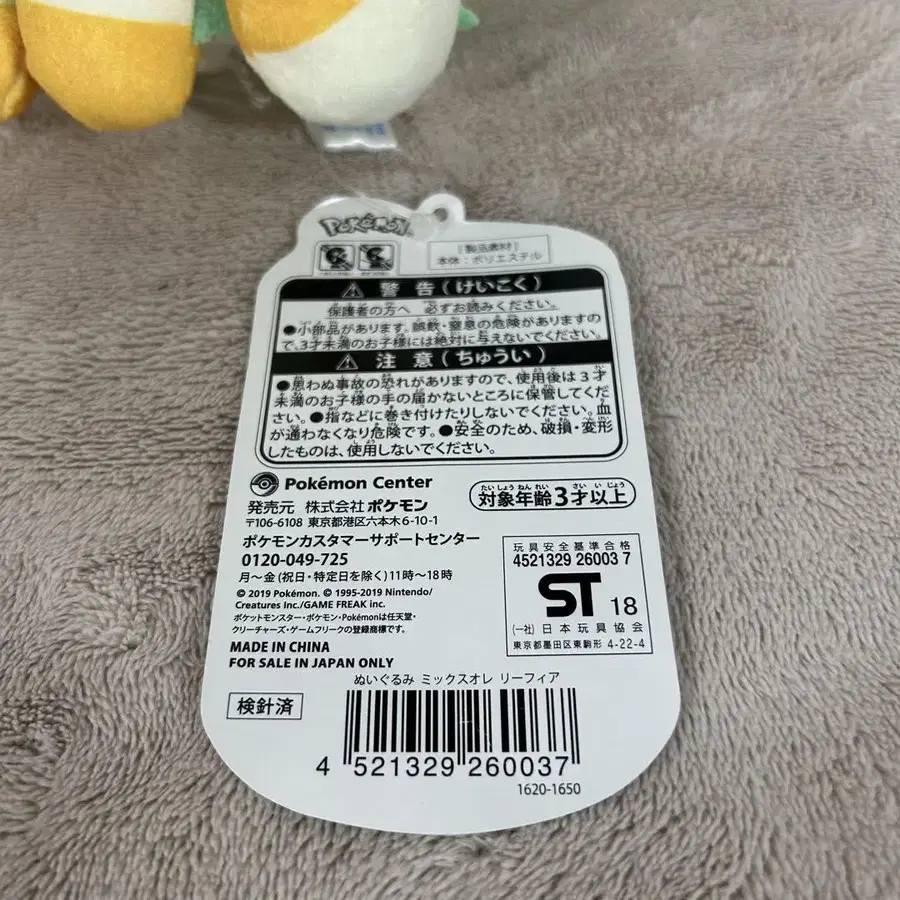 POKéMON
[製品素材]
本体：ポリエステル
警告(けいこく)
保護者の方へ 必ずお読みください。
●小部品があります。誤飲・窒息の危険がありますの
で、3才未満のお子様には絶対に与えないでください。
注意(ちゅうい)
●思わぬ事故の恐れがありますので、使用後は3才
未満のお子様の手の届かないところに保管してくだ
さい。●指などに巻き付けたりしないでください。血
が通わなくなり危険です。●安全のため、破損・変形
したものは、使用しないでください。
Pokémon Center
発売元 株式会社ポケモン
〒106-6108 東京都港区六本木6-10-1
ポケモンカスタマーサポートセンター
0120-049-725
月〜金(祝日・特定日を除く)11時〜18時
© 2019 Pokémon. © 1995-2019 Nintendo/
Creatures Inc./GAME FREAK inc.
ポケットモンスター・ポケモン・Pokémonは任天堂・
クリーチャーズ・ゲームフリークの登録商標です。
MADE IN CHINA
FOR SALE IN JAPAN ONLY
たいしょうねんれい さいいじょう
対象年齢3才以上
玩具安全基準合格
4521329 26003 7
ST 18
(一社)日本玩具協会
東京都墨田区東駒形 4-22-4
ぬいぐるみ ミックスオレ リーフィア
検針済
4 521329 260037
1620-1650